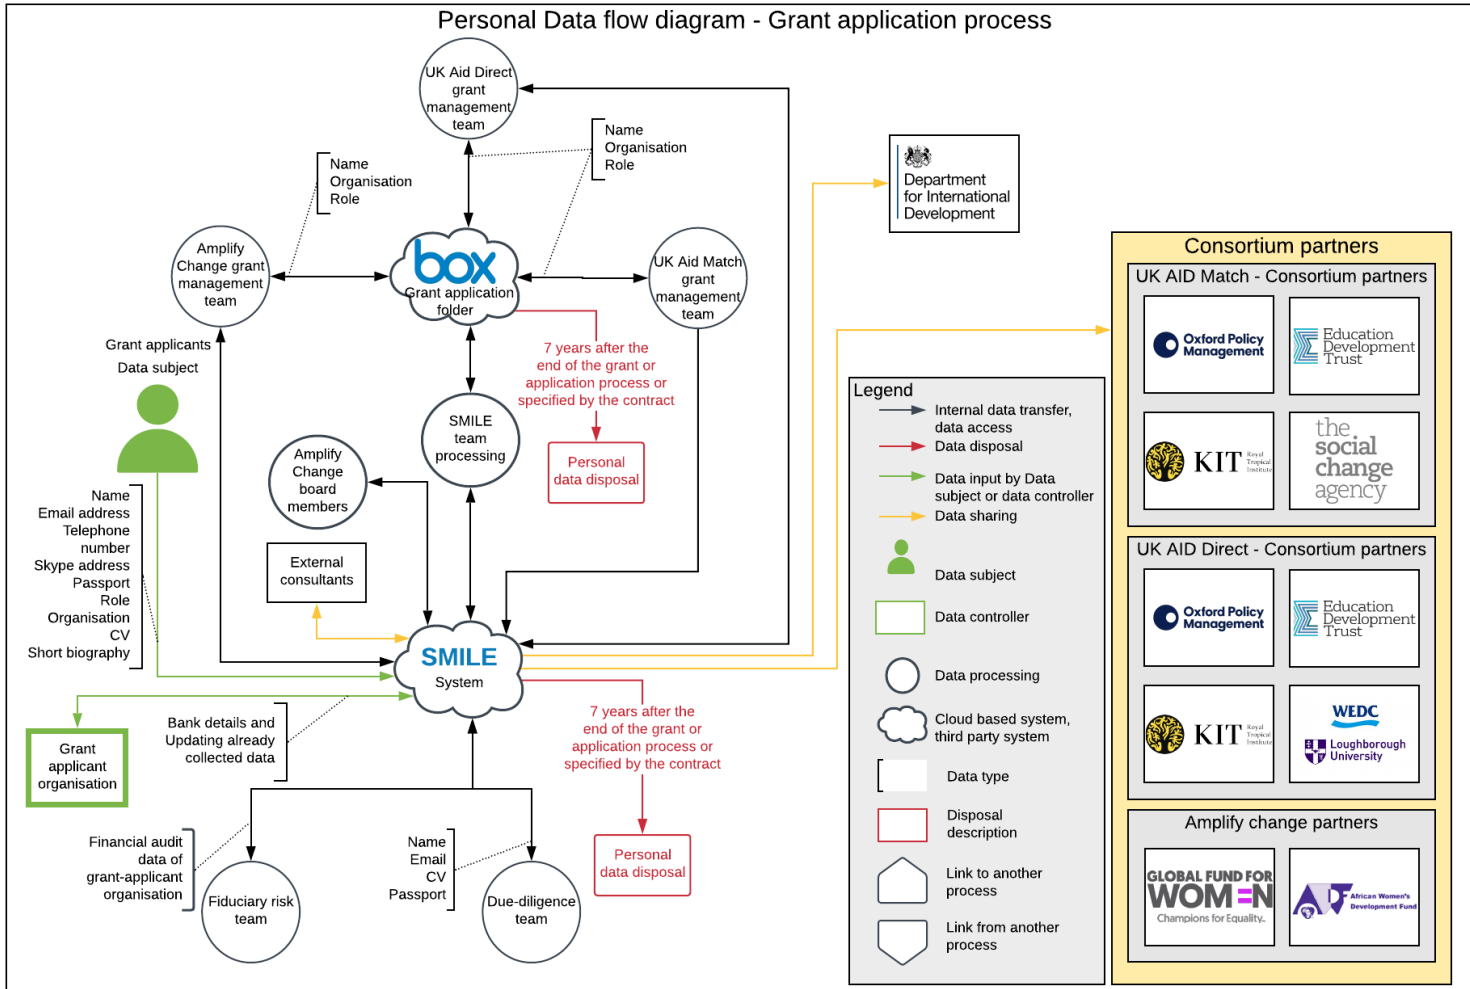 Personal Data flow diagram - Grant application process
UK Aid Direct
grant
management
team
Name
Organisation
Role
Name
Organisation
Role
Department
for International
Development
Amplify
Change grant
management
team
box
Grant application
folder
UK Aid Match
grant
management
team
Grant applicants
Data subject
7 years after the
end of the grant or
application process or
specified by the contract
Personal
data disposal
SMILE
team
processing
Amplify
Change
board
members
External
consultants
Name
Email address
Telephone
number
Skype address
Passport
Role
Organisation
CV
Short biography
SMILE
System
Grant
applicant
organisation
Bank details and
Updating already
collected data
7 years after the
end of the grant or
application process or
specified by the contract
Personal
data disposal
Financial audit
data of
grant-applicant
organisation
Fiduciary risk
team
Name
Email
CV
Passport
Due-diligence
team
Legend
Internal data transfer,
data access
Data disposal
Data input by Data
subject or data controller
Data sharing
Data subject
Data controller
Data processing
Cloud based system,
third party system
Data type
Disposal
description
Link to another
process
Link from another
process
Consortium partners
UK AID Match - Consortium partners
Oxford Policy
Management
Education
Development
Trust
KIT
Royal
Tropical
Institute
the
social
change
agency
UK AID Direct - Consortium partners
Oxford Policy
Management
Education
Development
Trust
KIT
Royal
Tropical
Institute
WEDC
Loughborough
University
Amplify change partners
GLOBAL FUND FOR
WOMEN
Champions for Equality.
African Women's
Development Fund